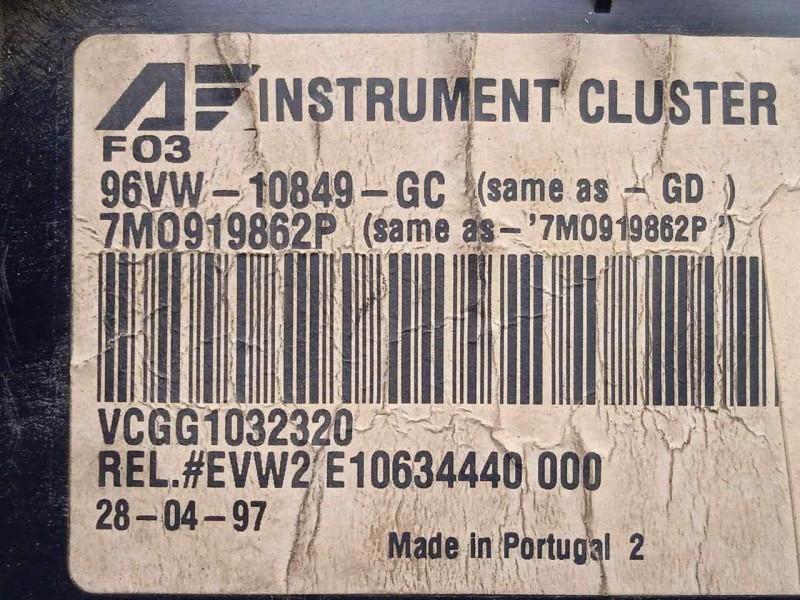 AE INSTRUMENT CLUSTER
F03
96VW-10849-GC (same as - GD )
7M0919862P (same as-'7M0919862P')
VCGG1032320
REL.#EVW2 E10634440 000
28-04-97
Made in Portugal 2